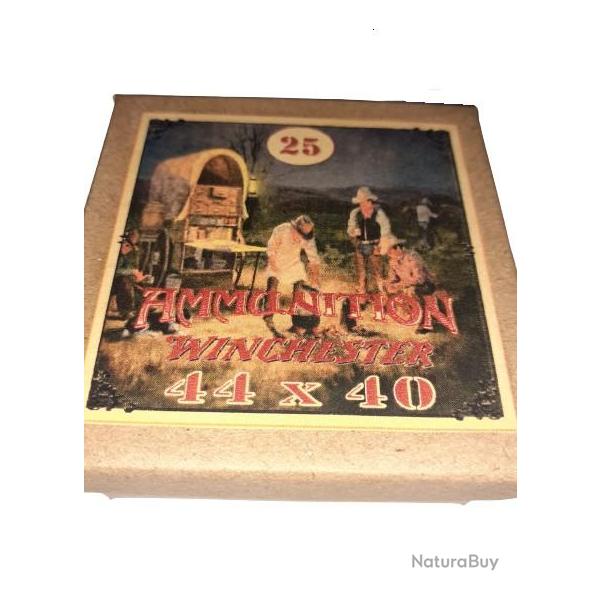 25
AMMUNITION
WINCHESTER
44 x 40
NaturaBuy